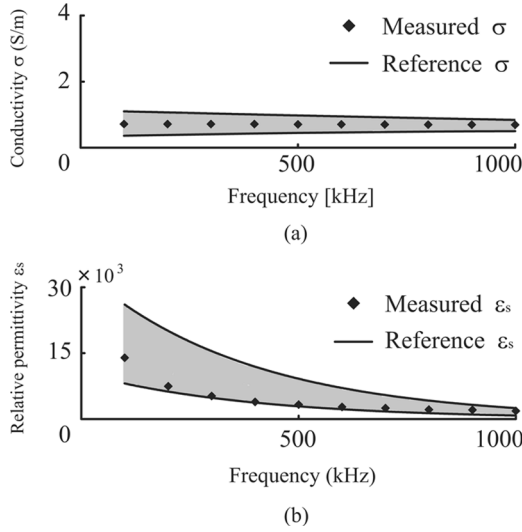 Conductivity σ (S/m)
4
2
0
Measured σ
Reference σ
500
1000
Frequency [kHz]
(a)
Relative permittivity εs
30
× 10³
15
0
Measured εs
Reference εs
500
1000
Frequency (kHz)
(b)